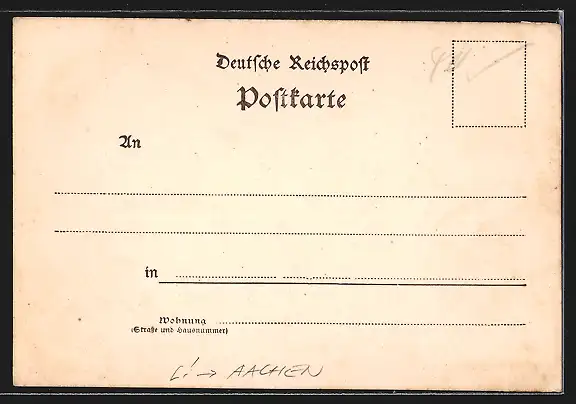 Deutſche Reichspoſt
Poſtkarte
An
in
Wohnung
(Straße und Hausnummer)
L! → AACHEN